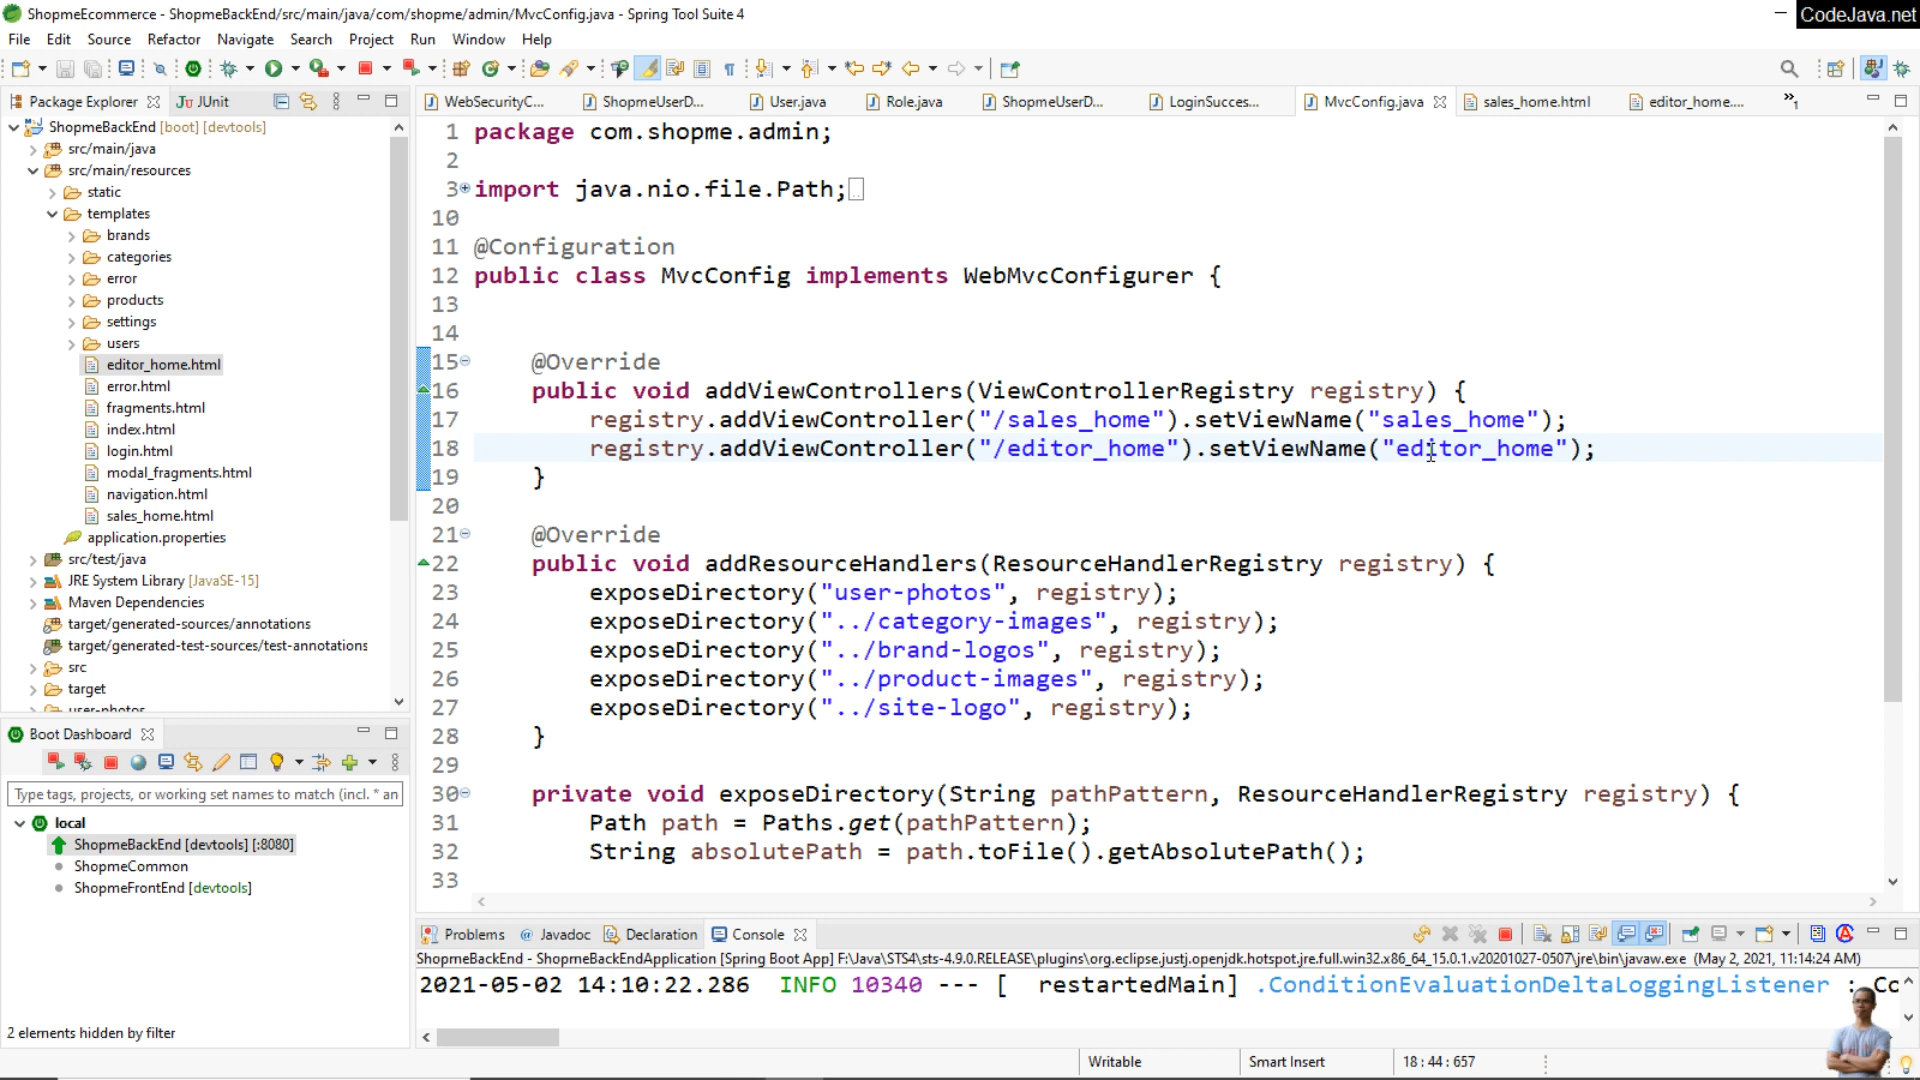 ShopmeEcommerce - ShopmeBackEnd/src/main/java/com/shopme/admin/MvcConfig.java - Spring Tool Suite 4
CodeJava.net
File Edit Source Refactor Navigate Search Project Run Window Help
Package Explorer
JUnit
ShopmeBackEnd [boot] [devtools]
src/main/java
src/main/resources
static
templates
brands
categories
error
products
settings
users
editor_home.html
error.html
fragments.html
index.html
login.html
modal_fragments.html
navigation.html
sales_home.html
application.properties
src/test/java
JRE System Library [JavaSE-15]
Maven Dependencies
target/generated-sources/annotations
target/generated-test-sources/test-annotations
src
target
user-photos
Boot Dashboard
Type tags, projects, or working set names to match (incl. * an
local
ShopmeBackEnd [devtools] [:8080]
ShopmeCommon
ShopmeFrontEnd [devtools]
2 elements hidden by filter
WebSecurityC... ShopmeUserD... User.java Role.java ShopmeUserD... LoginSucces... MvcConfig.java sales_home.html editor_home.... »1
1 package com.shopme.admin;
2
3 import java.nio.file.Path;
10
11 @Configuration
12 public class MvcConfig implements WebMvcConfigurer {
13
14
15 @Override
16 public void addViewControllers(ViewControllerRegistry registry) {
17 registry.addViewController("/sales_home").setViewName("sales_home");
18 registry.addViewController("/editor_home").setViewName("editor_home");
19 }
20
21 @Override
22 public void addResourceHandlers(ResourceHandlerRegistry registry) {
23 exposeDirectory("user-photos", registry);
24 exposeDirectory("../category-images", registry);
25 exposeDirectory("../brand-logos", registry);
26 exposeDirectory("../product-images", registry);
27 exposeDirectory("../site-logo", registry);
28 }
29
30 private void exposeDirectory(String pathPattern, ResourceHandlerRegistry registry) {
31 Path path = Paths.get(pathPattern);
32 String absolutePath = path.toFile().getAbsolutePath();
33
Problems @ Javadoc Declaration Console
ShopmeBackEnd - ShopmeBackEndApplication [Spring Boot App] F:\Java\STS4\sts-4.9.0.RELEASE\plugins\org.eclipse.justj.openjdk.hotspot.jre.full.win32.x86_64_15.0.1.v20201027-0507\jre\bin\javaw.exe (May 2, 2021, 11:14:24 AM)
2021-05-02 14:10:22.286 INFO 10340 --- [ restartedMain] .ConditionEvaluationDeltaLoggingListener : Co
Writable
Smart Insert
18 : 44 : 657